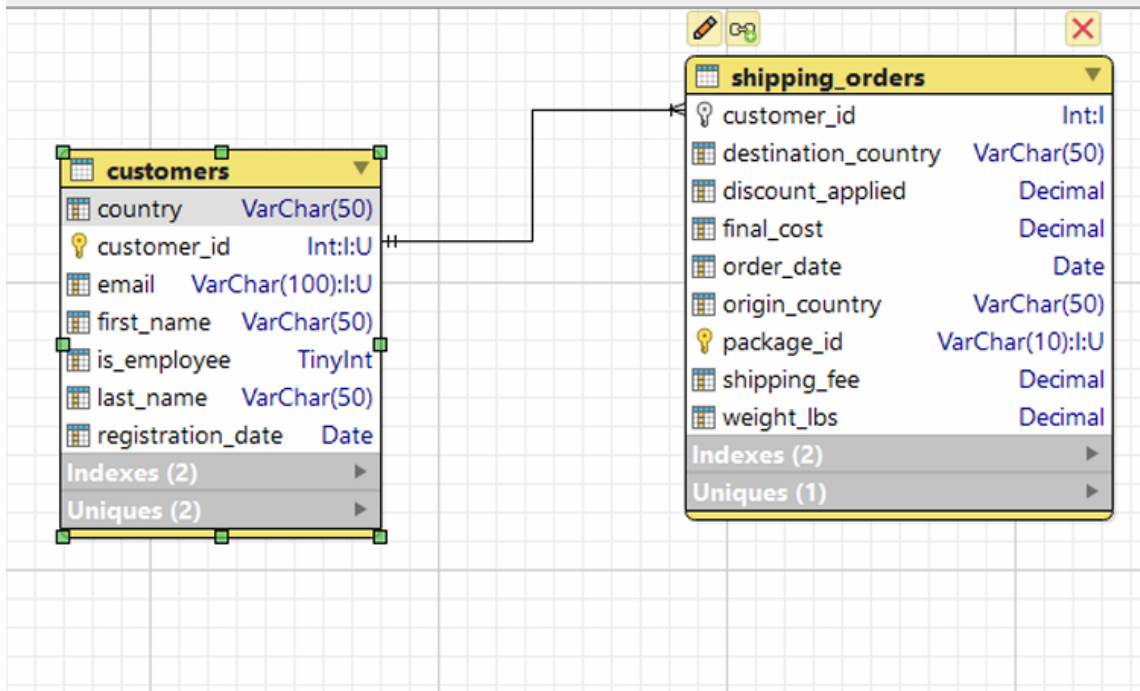 customers
country VarChar(50)
customer_id Int:I:U
email VarChar(100):I:U
first_name VarChar(50)
is_employee TinyInt
last_name VarChar(50)
registration_date Date
Indexes (2)
Uniques (2)
shipping_orders
customer_id Int:I
destination_country VarChar(50)
discount_applied Decimal
final_cost Decimal
order_date Date
origin_country VarChar(50)
package_id VarChar(10):I:U
shipping_fee Decimal
weight_lbs Decimal
Indexes (2)
Uniques (1)